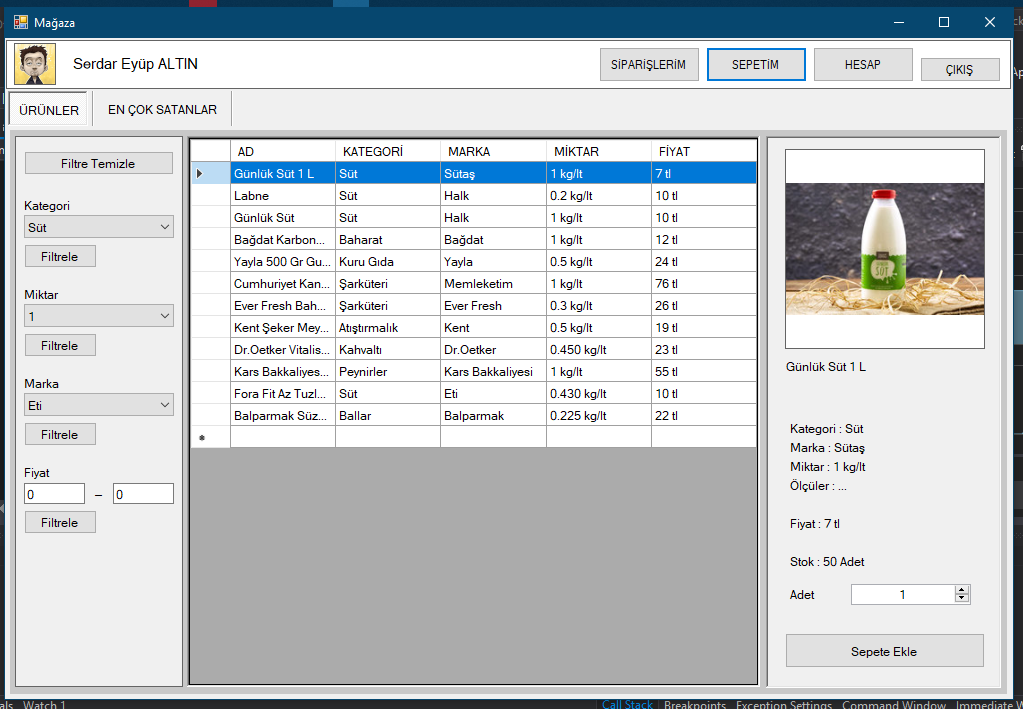 Mağaza
Serdar Eyüp ALTIN
SİPARİŞLERİM
SEPETİM
HESAP
ÇIKIŞ
ÜRÜNLER
EN ÇOK SATANLAR
Filtre Temizle
Kategori
Süt
Filtrele
Miktar
1
Filtrele
Marka
Eti
Filtrele
Fiyat
0 – 0
Filtrele
AD KATEGORİ MARKA MİKTAR FİYAT
Günlük Süt 1 L Süt Sütaş 1 kg/lt 7 tl
Labne Süt Halk 0.2 kg/lt 10 tl
Günlük Süt Süt Halk 1 kg/lt 10 tl
Bağdat Karbon... Baharat Bağdat 1 kg/lt 12 tl
Yayla 500 Gr Gu... Kuru Gıda Yayla 0.5 kg/lt 24 tl
Cumhuriyet Kan... Şarküteri Memleketim 1 kg/lt 76 tl
Ever Fresh Bah... Şarküteri Ever Fresh 0.3 kg/lt 26 tl
Kent Şeker Mey... Atıştırmalık Kent 0.5 kg/lt 19 tl
Dr.Oetker Vitalis... Kahvaltı Dr.Oetker 0.450 kg/lt 23 tl
Kars Bakkaliyes... Peynirler Kars Bakkaliyesi 1 kg/lt 55 tl
Fora Fit Az Tuzl... Süt Eti 0.430 kg/lt 10 tl
Balparmak Süz... Ballar Balparmak 0.225 kg/lt 22 tl
SÜT
Günlük Süt 1 L
Kategori : Süt
Marka : Sütaş
Miktar : 1 kg/lt
Ölçüler : ...
Fiyat : 7 tl
Stok : 50 Adet
Adet 1
Sepete Ekle
Watch 1
Call Stack Breakpoints Exception Settings Command Window Immediate